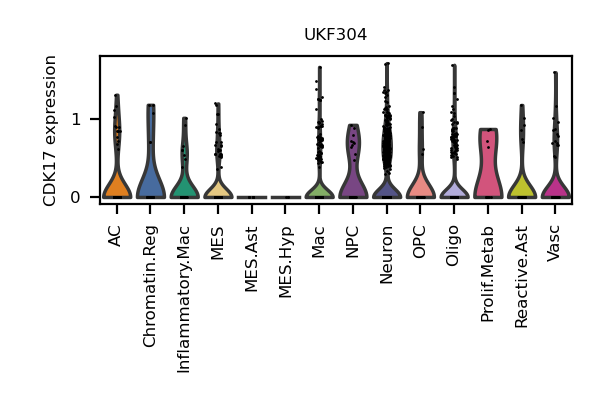 UKF304
CDK17 expression
1
0
AC
Chromatin.Reg
Inflammatory.Mac
MES
MES.Ast
MES.Hyp
Mac
NPC
Neuron
OPC
Oligo
Prolif.Metab
Reactive.Ast
Vasc